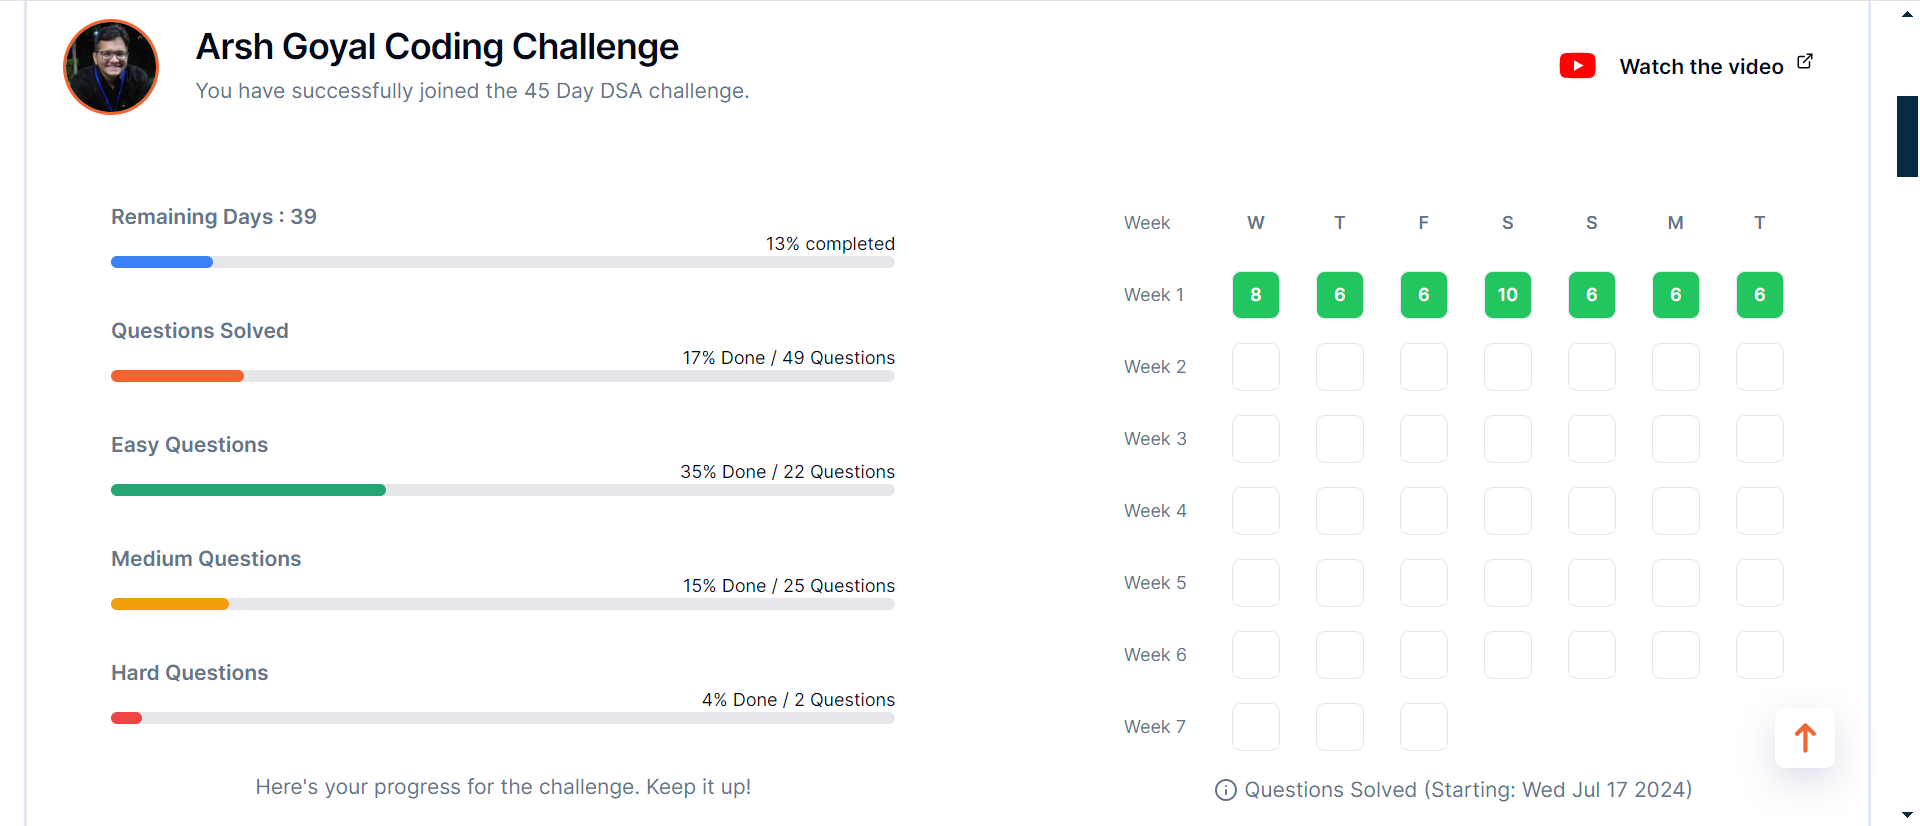 Arsh Goyal Coding Challenge
You have successfully joined the 45 Day DSA challenge.
Watch the video
Remaining Days : 39
13% completed
Questions Solved
17% Done / 49 Questions
Easy Questions
35% Done / 22 Questions
Medium Questions
15% Done / 25 Questions
Hard Questions
4% Done / 2 Questions
Here's your progress for the challenge. Keep it up!
Week W T F S S M T
Week 1 8 6 6 10 6 6 6
Week 2
Week 3
Week 4
Week 5
Week 6
Week 7
Questions Solved (Starting: Wed Jul 17 2024)